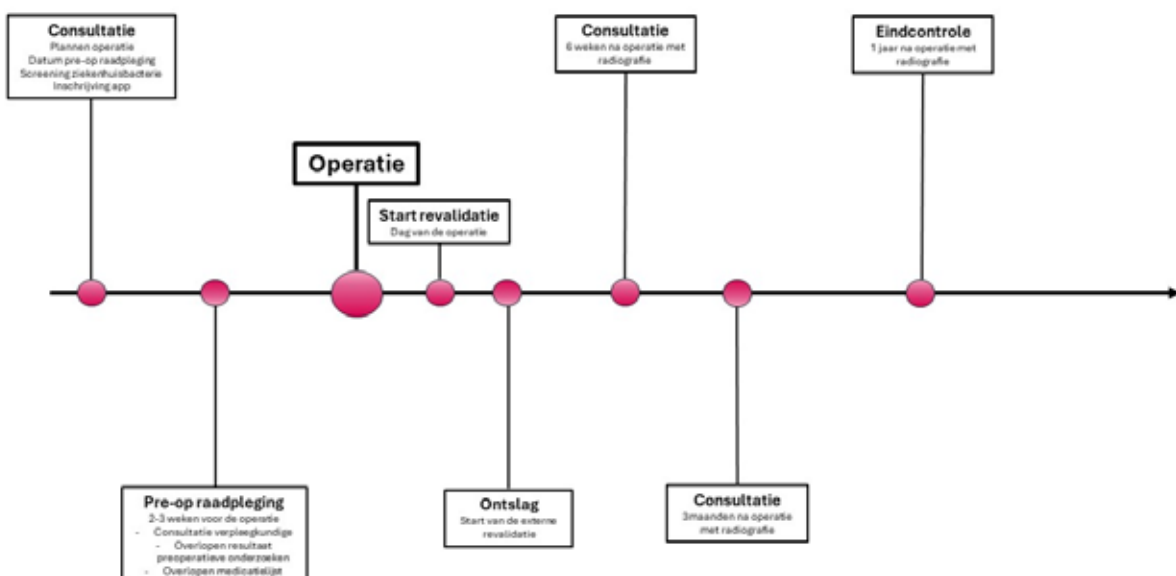 Consultatie
Plannen operatie
Datum pre-op raadpleging
Screening ziekenhuisbacterie
Inschrijving app
Pre-op raadpleging
2-3 weken voor de operatie
- Consultatie verpleegkundige
- Overlopen resultaat
preoperatieve onderzoeken
- Overlopen medicatielijst
Operatie
Start revalidatie
Dag van de operatie
Ontslag
Start van de externe
revalidatie
Consultatie
6 weken na operatie met
radiografie
Consultatie
3maanden na operatie
met radiografie
Eindcontrole
1 jaar na operatie met
radiografie